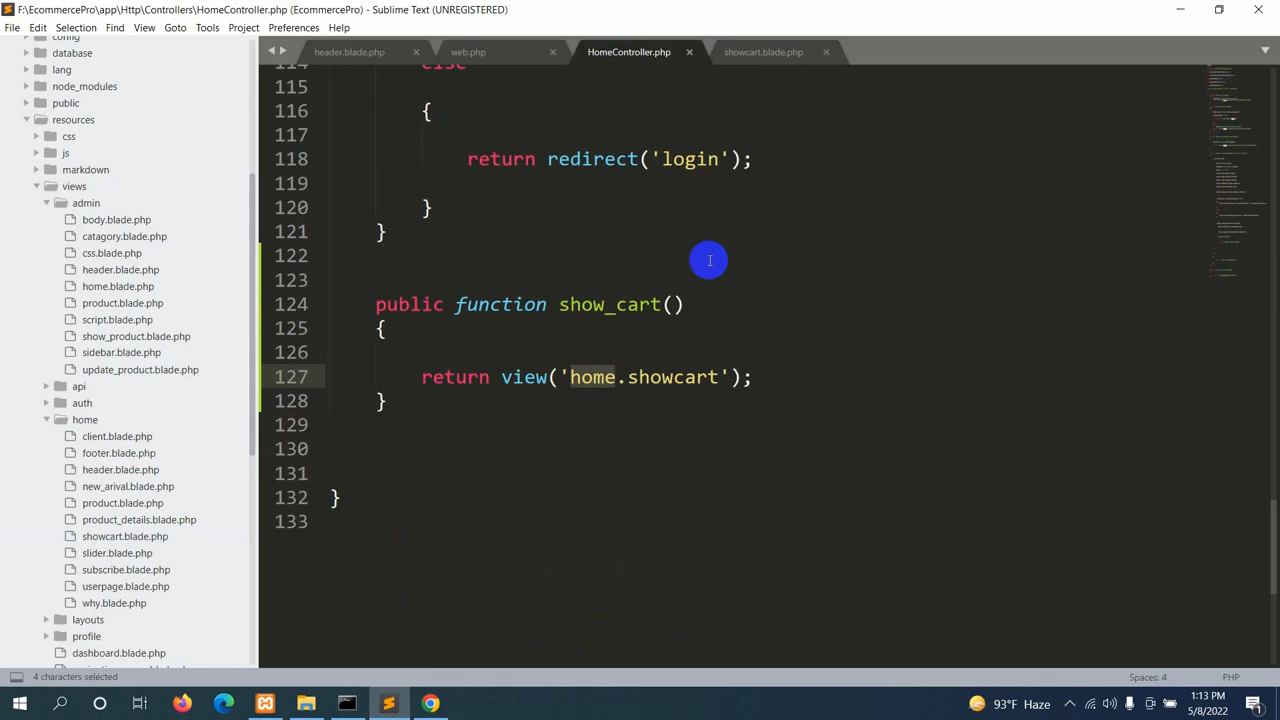 F:\EcommercePro\app\Http\Controllers\HomeController.php (EcommercePro) - Sublime Text (UNREGISTERED)
File Edit Selection Find View Goto Tools Project Preferences Help
config
database
lang
node_modules
public
resources
css
js
markdown
views
admin
body.blade.php
catagory.blade.php
css.blade.php
header.blade.php
home.blade.php
product.blade.php
script.blade.php
show_product.blade.php
sidebar.blade.php
update_product.blade.php
api
auth
home
client.blade.php
footer.blade.php
header.blade.php
new_arival.blade.php
product.blade.php
product_details.blade.php
showcart.blade.php
slider.blade.php
subscribe.blade.php
userpage.blade.php
why.blade.php
layouts
profile
dashboard.blade.php
header.blade.php web.php HomeController.php showcart.blade.php
114 else
115
116 {
117
118 return redirect('login');
119
120 }
121 }
122
123
124 public function show_cart()
125 {
126
127 return view('home.showcart');
128 }
129
130
131
132 }
133
4 characters selected Spaces: 4 PHP
93°F Haze 1:13 PM
5/8/2022